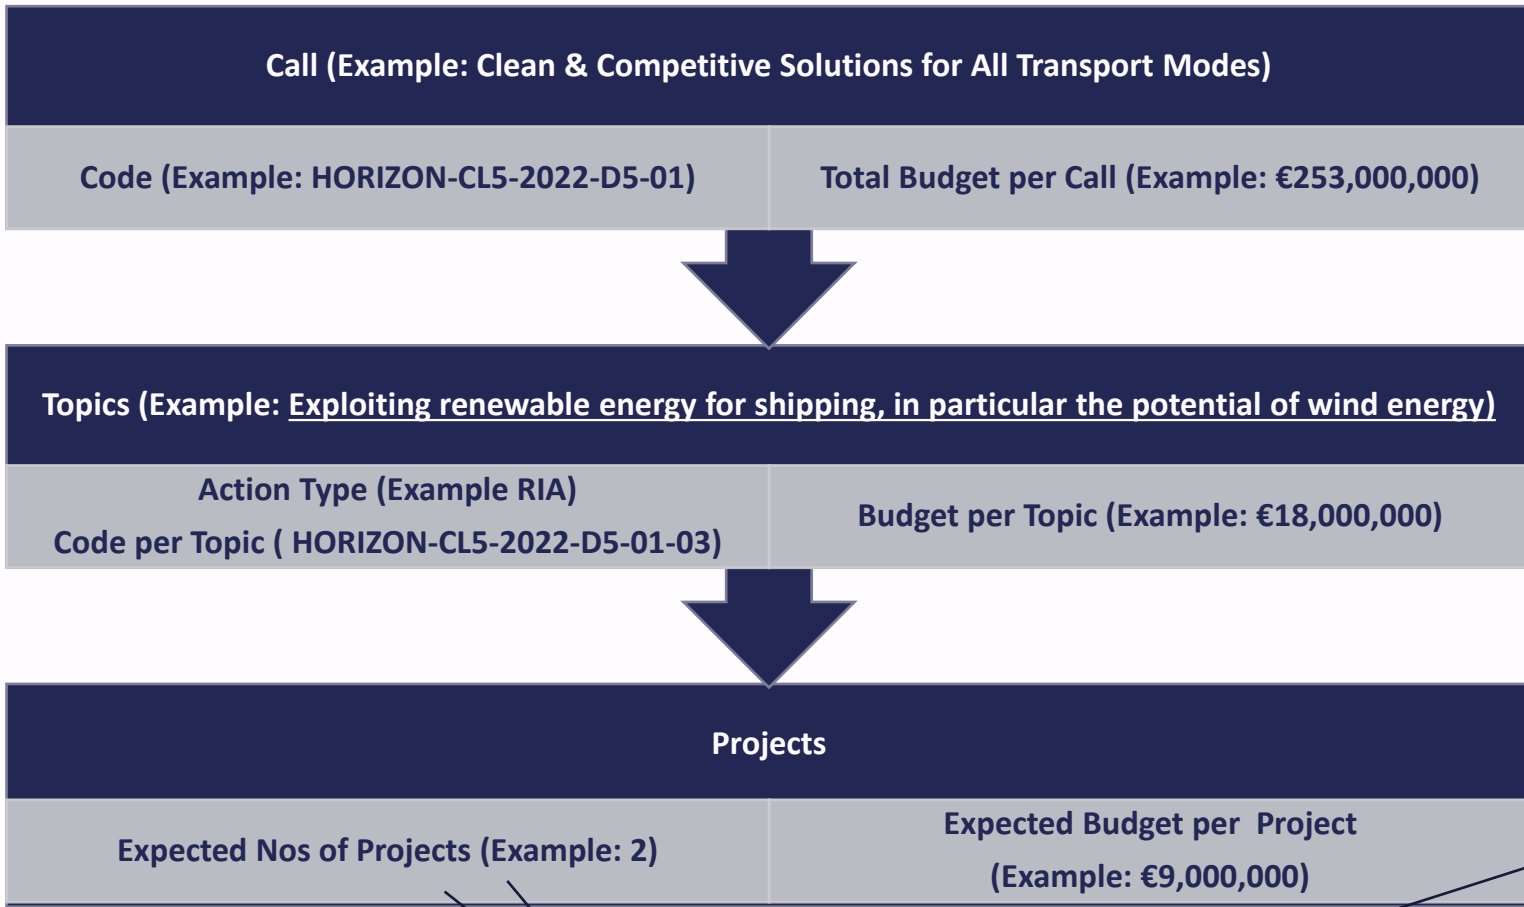 Call (Example: Clean & Competitive Solutions for All Transport Modes)
Code (Example: HORIZON-CL5-2022-D5-01)
Total Budget per Call (Example: €253,000,000)
Topics (Example: Exploiting renewable energy for shipping, in particular the potential of wind energy)
Action Type (Example RIA)
Code per Topic ( HORIZON-CL5-2022-D5-01-03)
Budget per Topic (Example: €18,000,000)
Projects
Expected Nos of Projects (Example: 2)
Expected Budget per Project
(Example: €9,000,000)